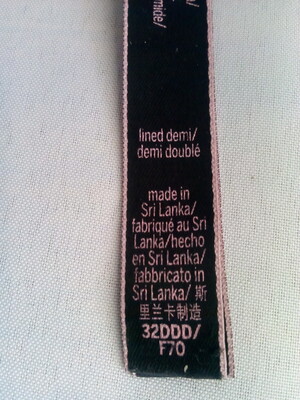 lined demi/
demi doublé
made in
Sri Lanka/
fabriqué au Sri
Lanka/hecho
en Sri Lanka/
fabbricato in
Sri Lanka/ 斯
里兰卡制造
32DDD/
F70